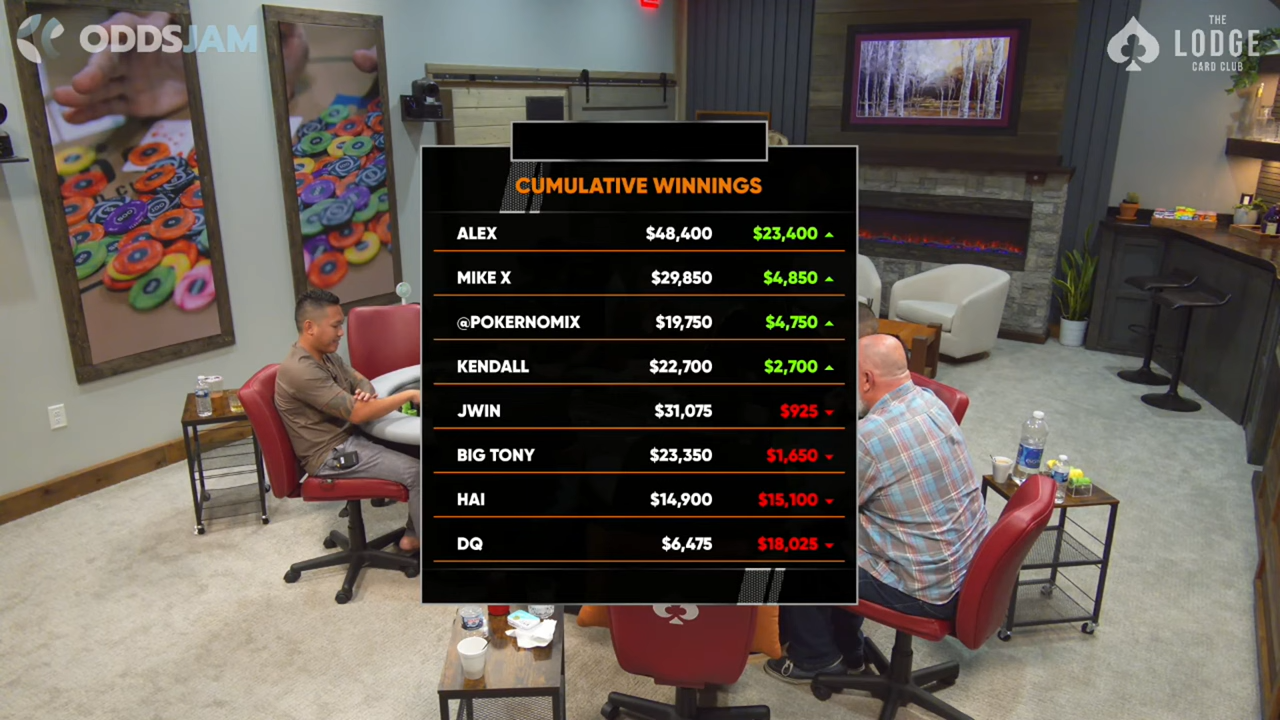 ODDSJAM
THE
LODGE
CARD CLUB
CUMULATIVE WINNINGS
ALEX $48,400 $23,400
MIKE X $29,850 $4,850
@POKERNOMIX $19,750 $4,750
KENDALL $22,700 $2,700
JWIN $31,075 $925
BIG TONY $23,350 $1,650
HAI $14,900 $15,100
DQ $6,475 $18,025